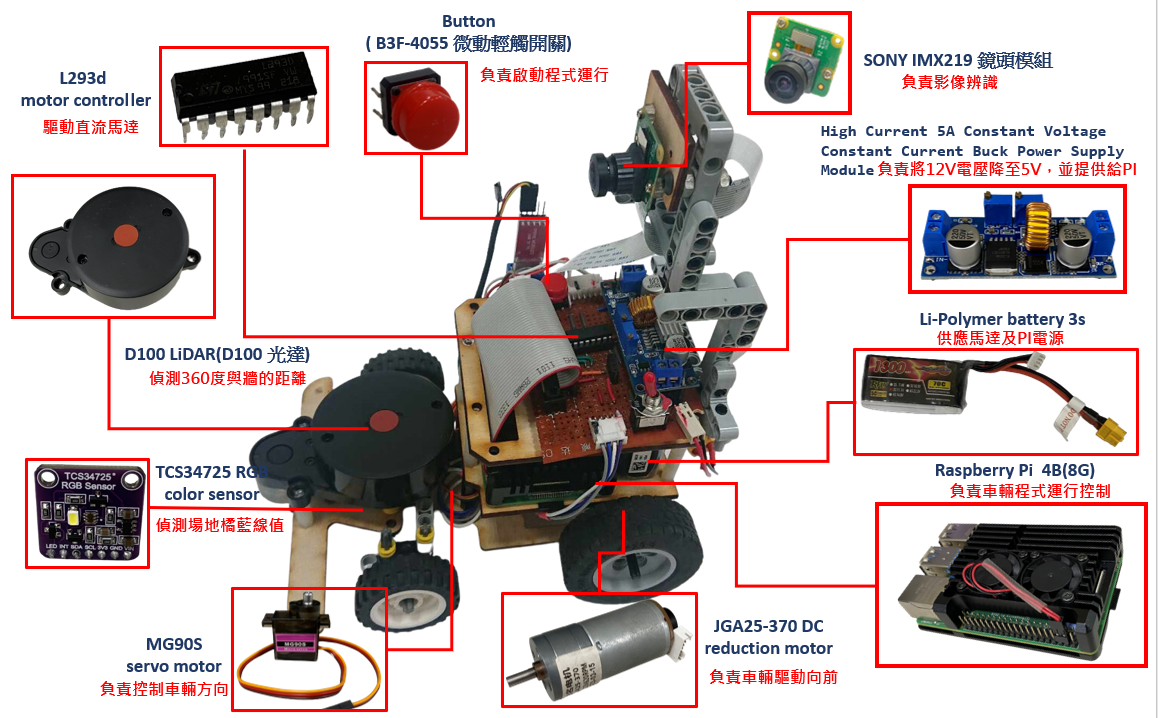 Button
( B3F-4055 微動輕觸開關)
負責啟動程式運行
L293d
motor controller
驅動直流馬達
SONY IMX219 鏡頭模組
負責影像辨識
High Current 5A Constant Voltage
Constant Current Buck Power Supply
Module 負責將12V電壓降至5V，並提供給PI
Li-Polymer battery 3s
供應馬達及PI電源
D100 LiDAR(D100 光達)
偵測360度與牆的距離
TCS34725 RGB
color sensor
偵測場地橘藍線值
TCS34725
RGB Sensor
LED INT SDA SCL 3V3 GND VIN
Raspberry Pi 4B(8G)
負責車輛程式運行控制
MG90S
servo motor
負責控制車輛方向
MG90S
JGA25-370 DC
reduction motor
負責車輛驅動向前